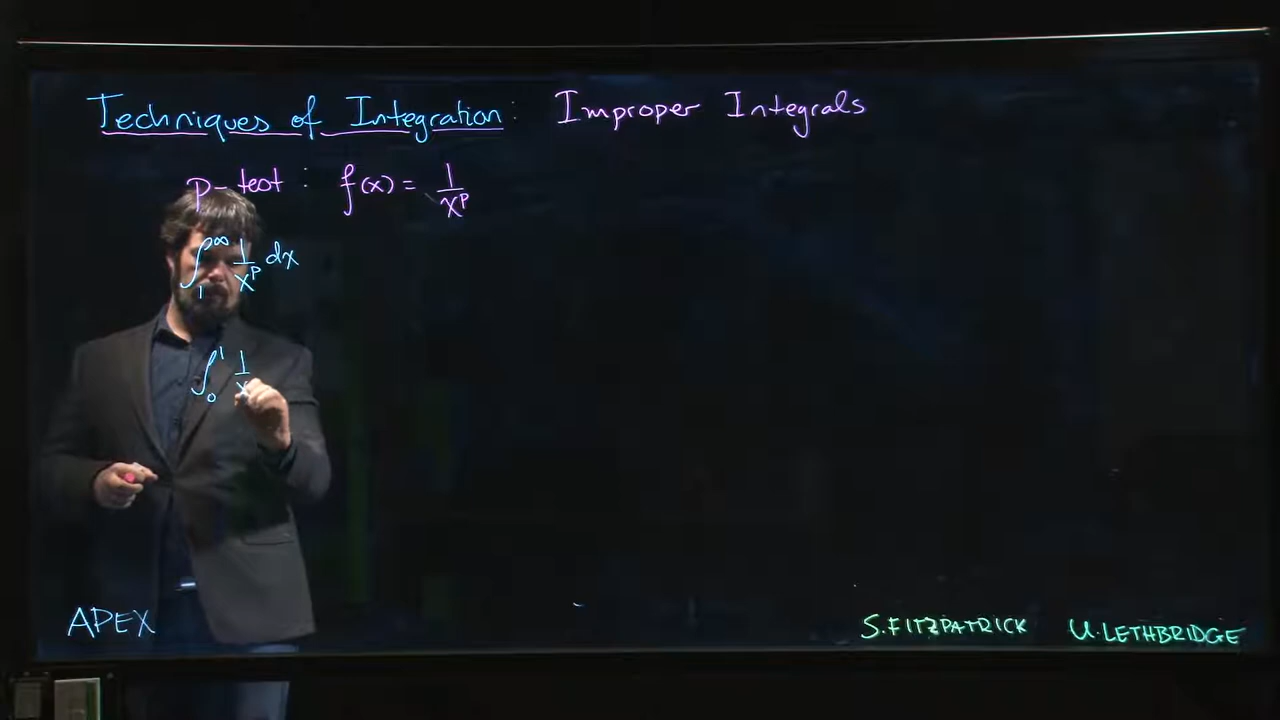 Techniques of Integration: Improper Integrals
p-test : f(x) = 1/x^p
∫_1^∞ 1/x^p dx
∫_0^1 1/x
APEX
S. FITZPATRICK U. LETHBRIDGE